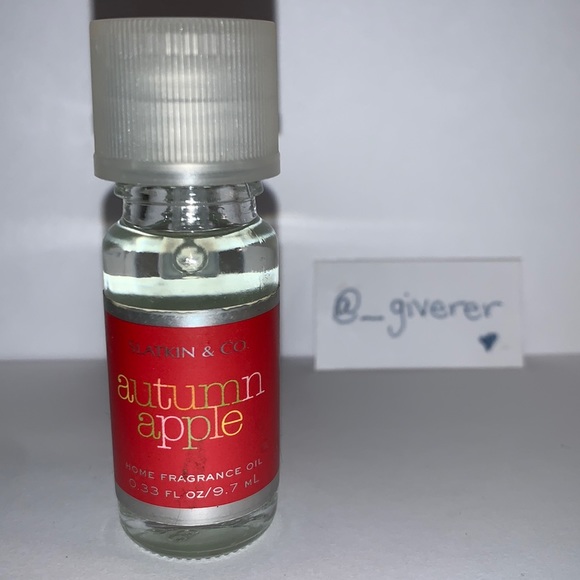 SLATKIN & CO.
autumn
apple
HOME FRAGRANCE OIL
0.33 FL OZ/9.7 mL
@_giverer